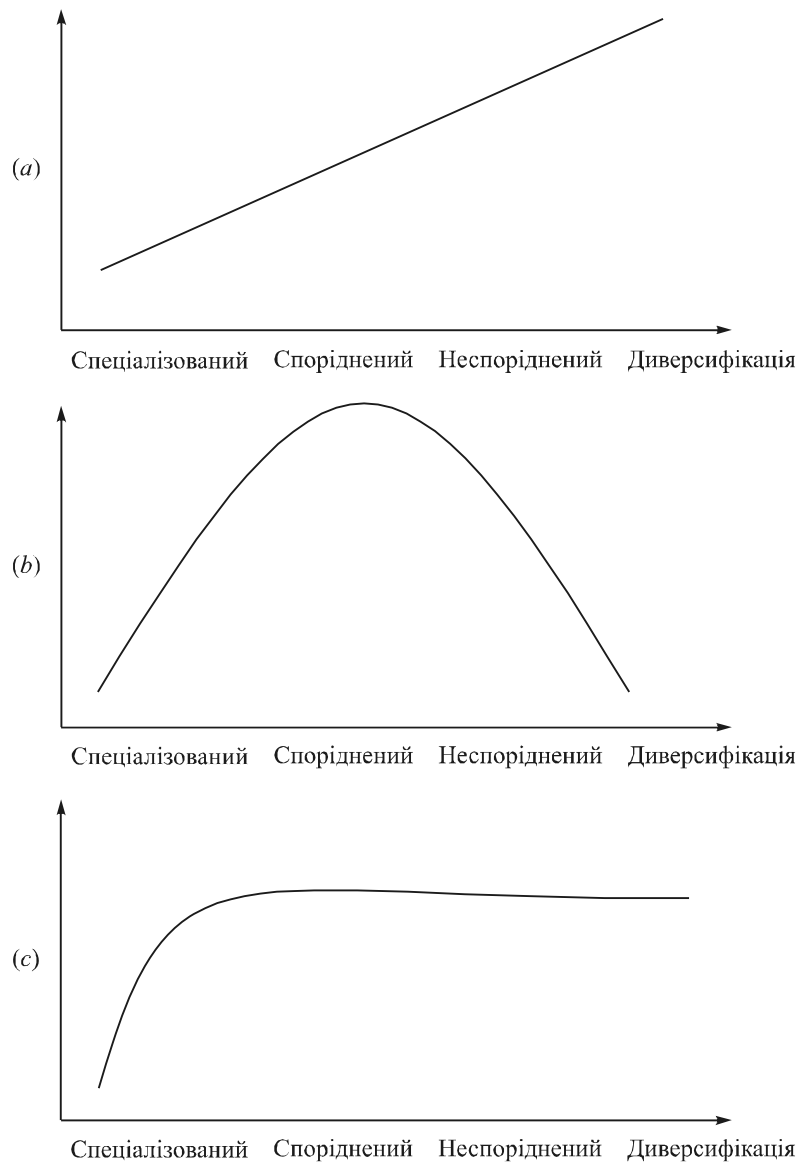 (a)
Спеціалізований Споріднений Неспоріднений Диверсифікація
(b)
Спеціалізований Споріднений Неспоріднений Диверсифікація
(c)
Спеціалізований Споріднений Неспоріднений Диверсифікація